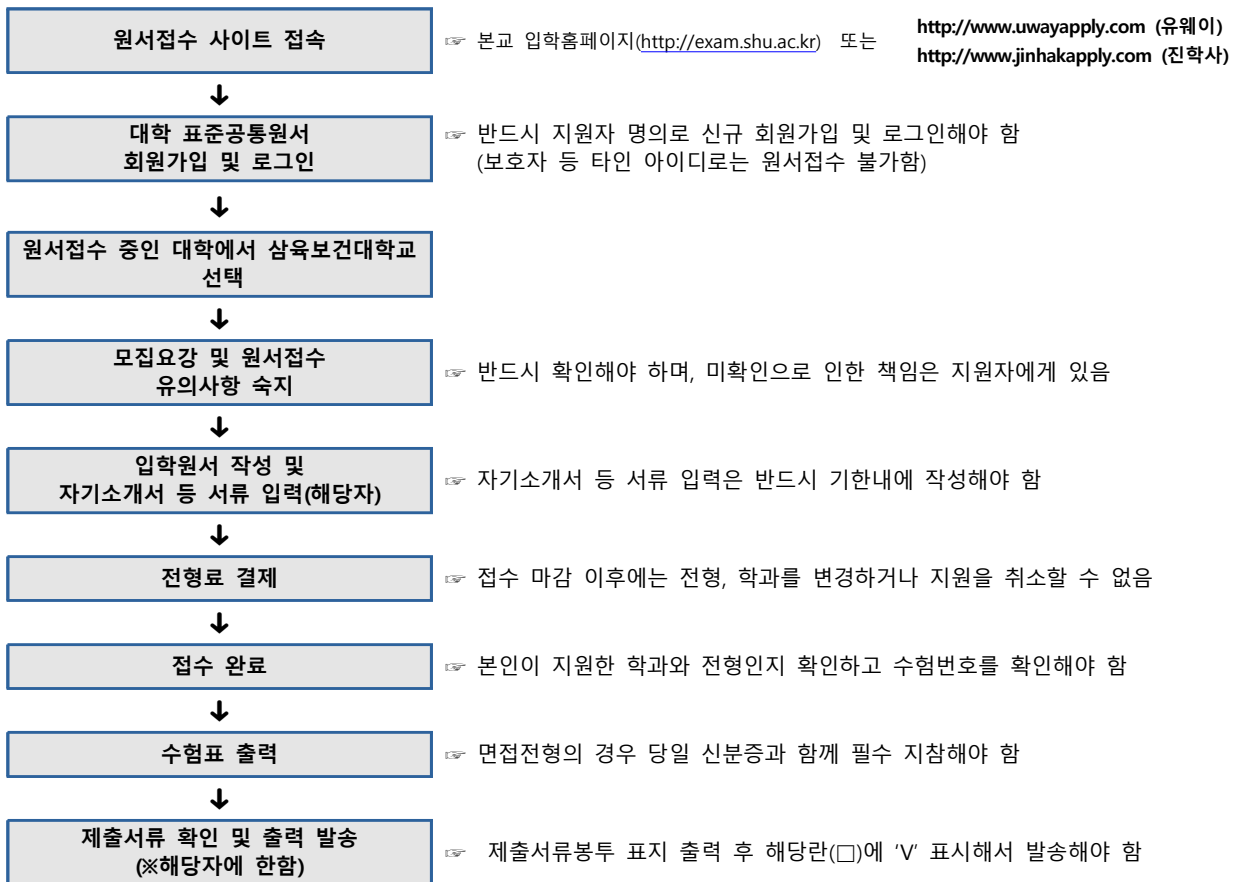 원서접수 사이트 접속
☞ 본교 입학홈페이지(http://exam.shu.ac.kr) 또는
http://www.uwayapply.com (유웨이)
http://www.jinhakapply.com (진학사)
↓
대학 표준공통원서
회원가입 및 로그인
☞ 반드시 지원자 명의로 신규 회원가입 및 로그인해야 함
(보호자 등 타인 아이디로는 원서접수 불가함)
↓
원서접수 중인 대학에서 삼육보건대학교
선택
↓
모집요강 및 원서접수
유의사항 숙지
☞ 반드시 확인해야 하며, 미확인으로 인한 책임은 지원자에게 있음
↓
입학원서 작성 및
자기소개서 등 서류 입력(해당자)
☞ 자기소개서 등 서류 입력은 반드시 기한내에 작성해야 함
↓
전형료 결제
☞ 접수 마감 이후에는 전형, 학과를 변경하거나 지원을 취소할 수 없음
↓
접수 완료
☞ 본인이 지원한 학과와 전형인지 확인하고 수험번호를 확인해야 함
↓
수험표 출력
☞ 면접전형의 경우 당일 신분증과 함께 필수 지참해야 함
↓
제출서류 확인 및 출력 발송
(※해당자에 한함)
☞ 제출서류봉투 표지 출력 후 해당란(□)에 ‘V’ 표시해서 발송해야 함